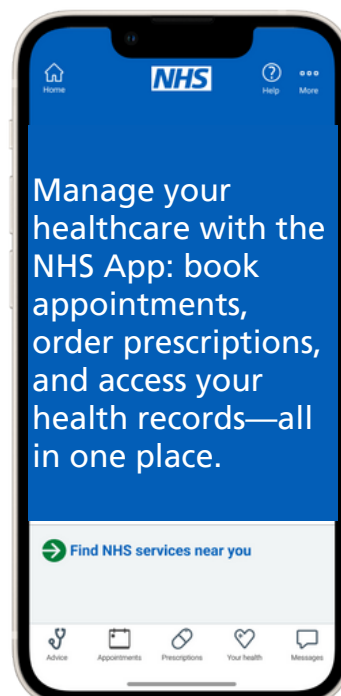 NHS
Home
Help
More
Manage your
healthcare with the
NHS App: book
appointments,
order prescriptions,
and access your
health records—all
in one place.
Find NHS services near you
Advice
Appointments
Prescriptions
Your health
Messages